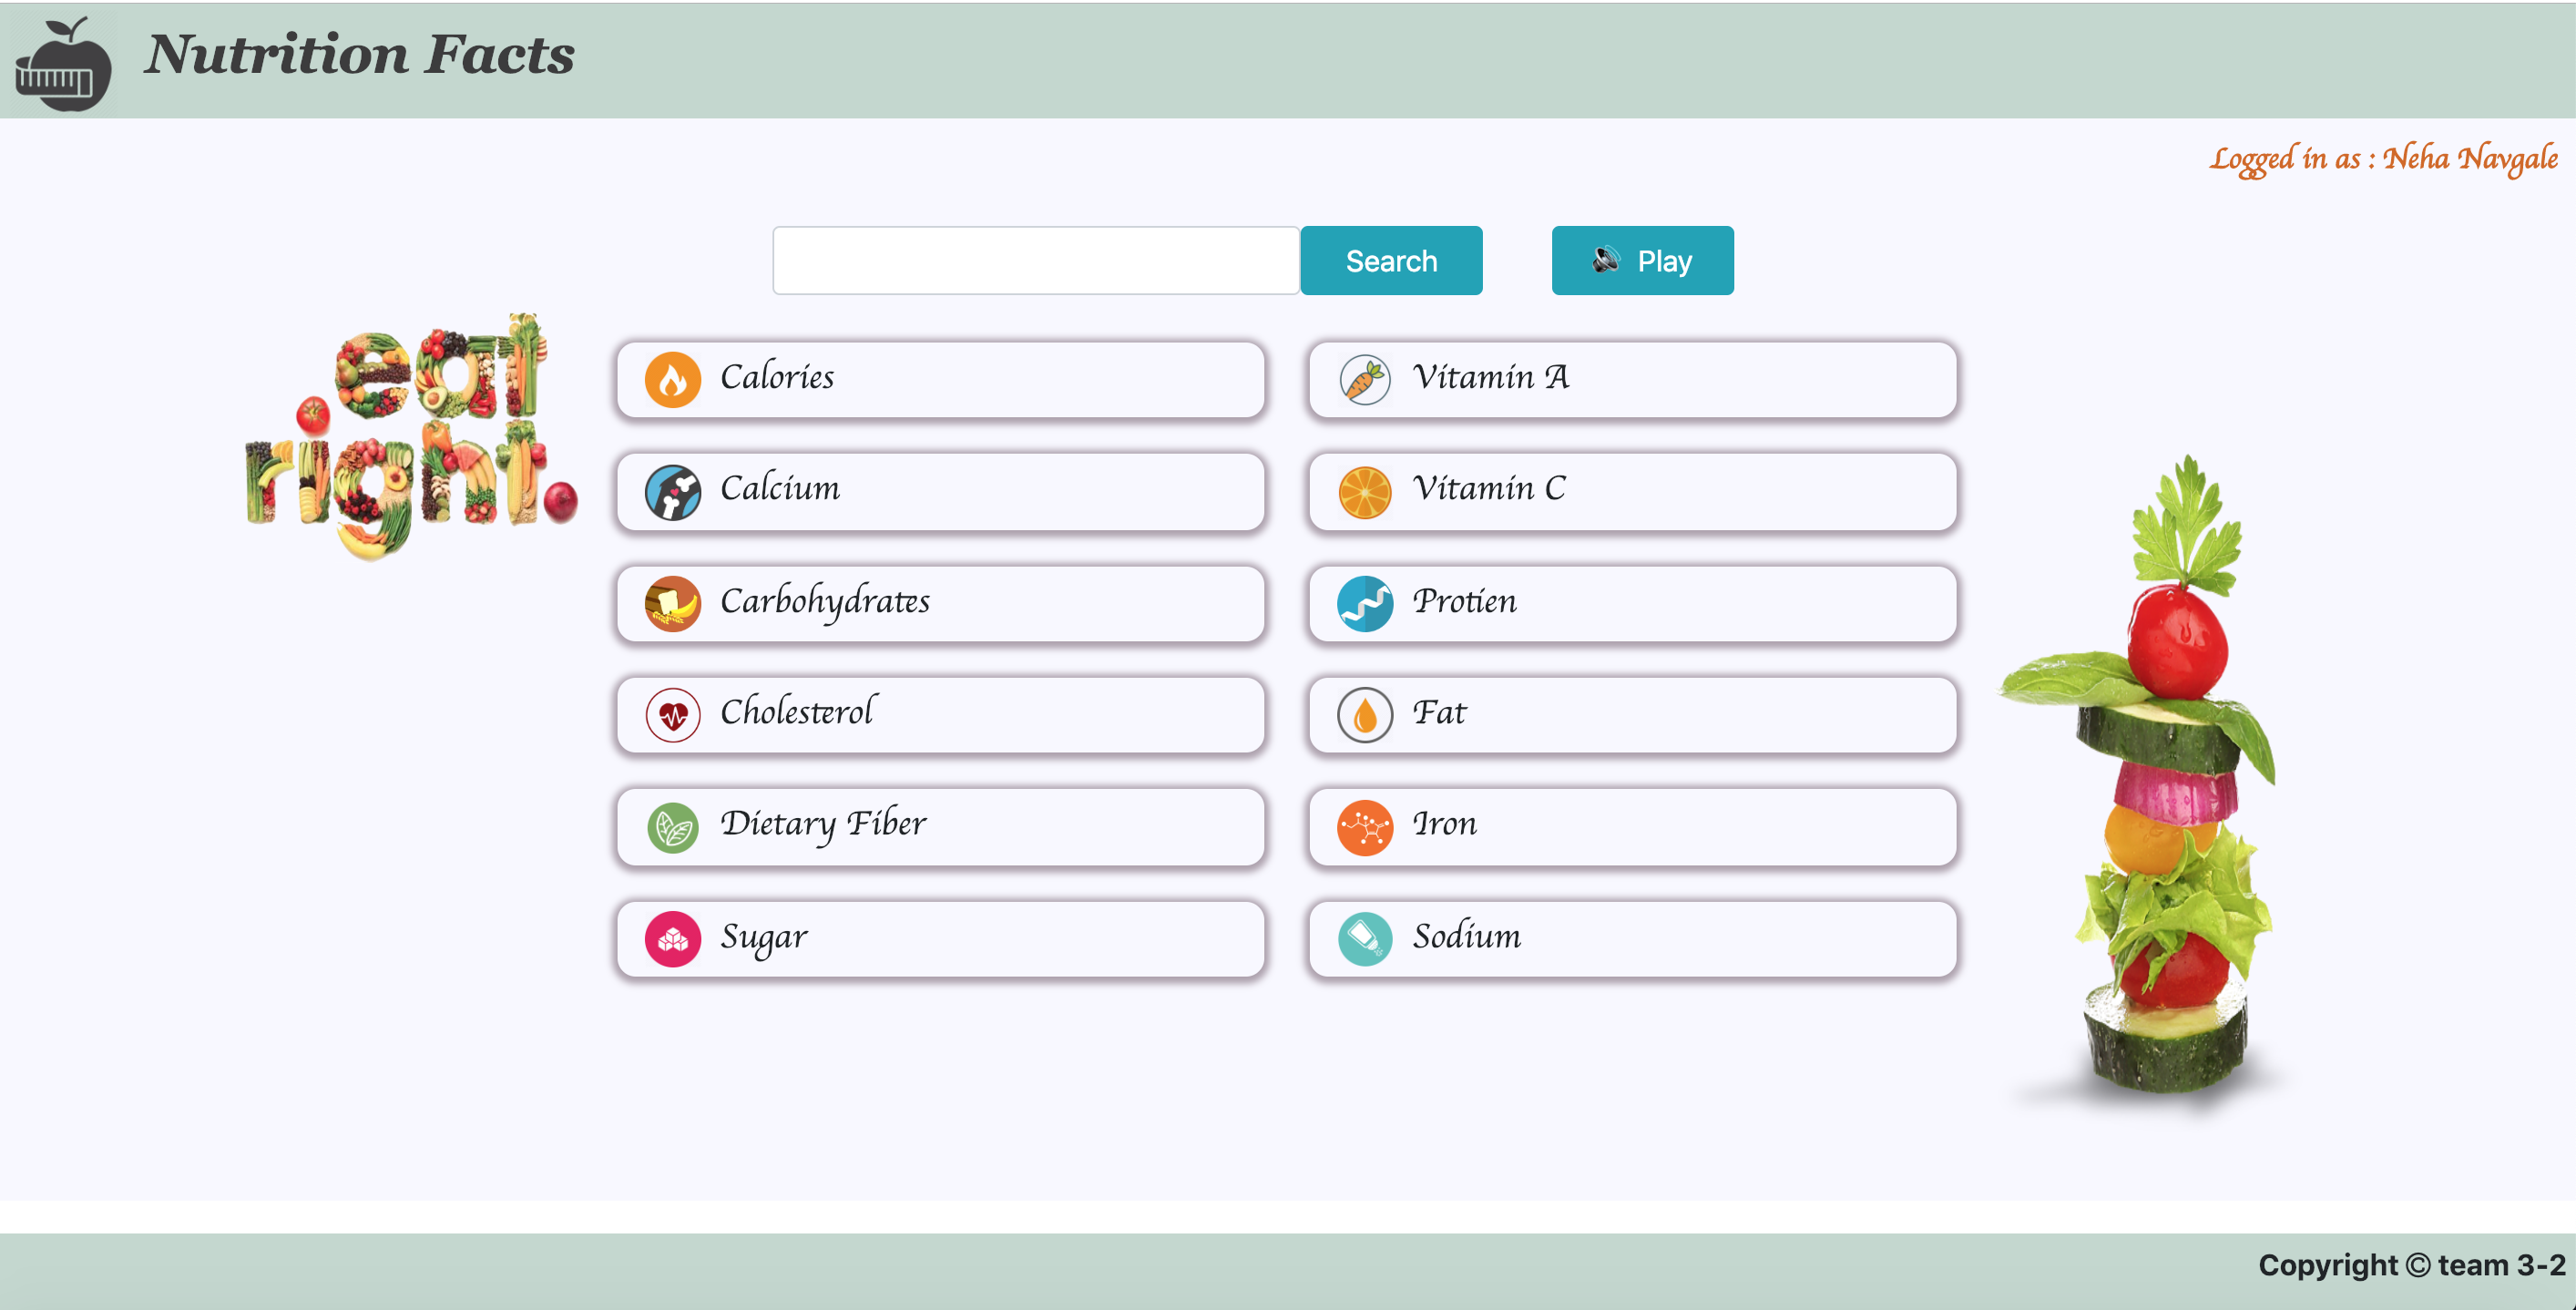 Nutrition Facts
Logged in as : Neha Navgale
Search
Play
eat
right.
Calories
Vitamin A
Calcium
Vitamin C
Carbohydrates
Protien
Cholesterol
Fat
Dietary Fiber
Iron
Sugar
Sodium
Copyright © team 3-2